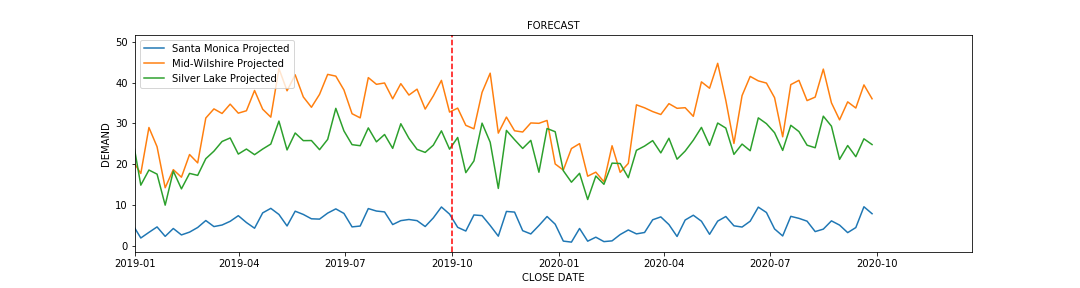 FORECAST
50
40
30
20
10
0
DEMAND
Santa Monica Projected
Mid-Wilshire Projected
Silver Lake Projected
2019-01 2019-04 2019-07 2019-10 2020-01 2020-04 2020-07 2020-10
CLOSE DATE